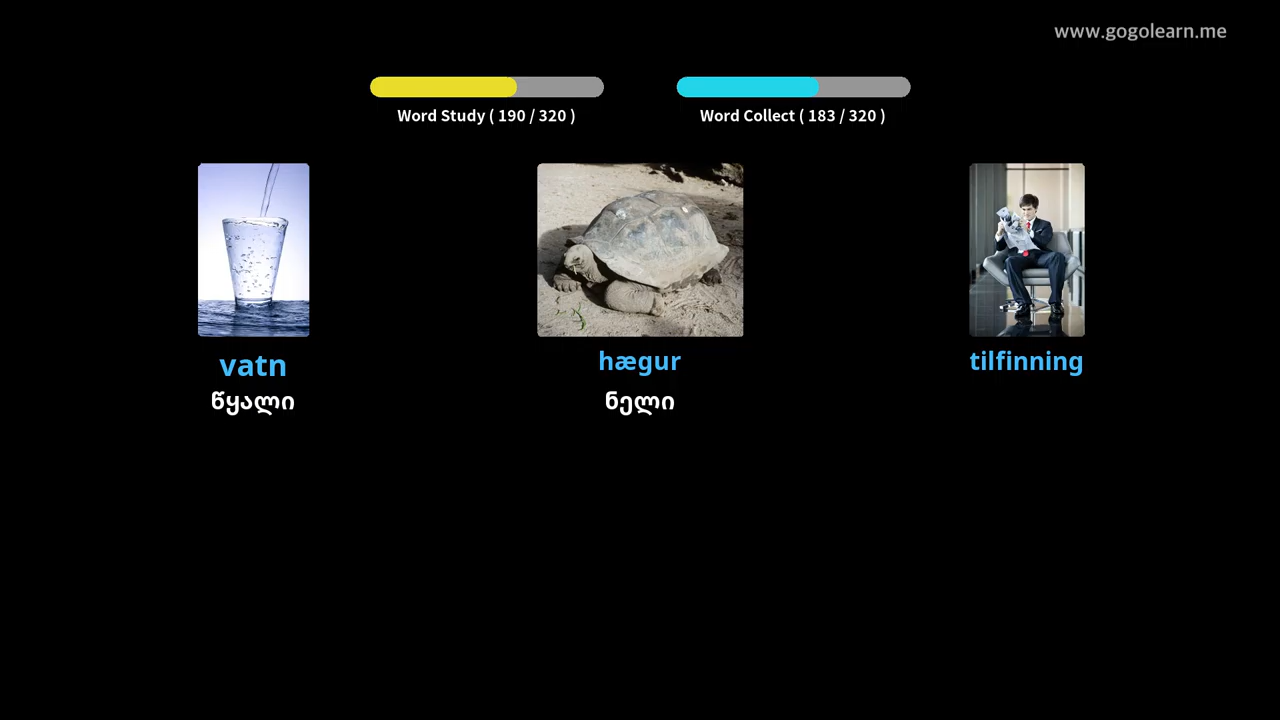 www.gogolearn.me
Word Study ( 190 / 320 )
Word Collect ( 183 / 320 )
vatn
hægur
tilfinning
წყალი
ნელი